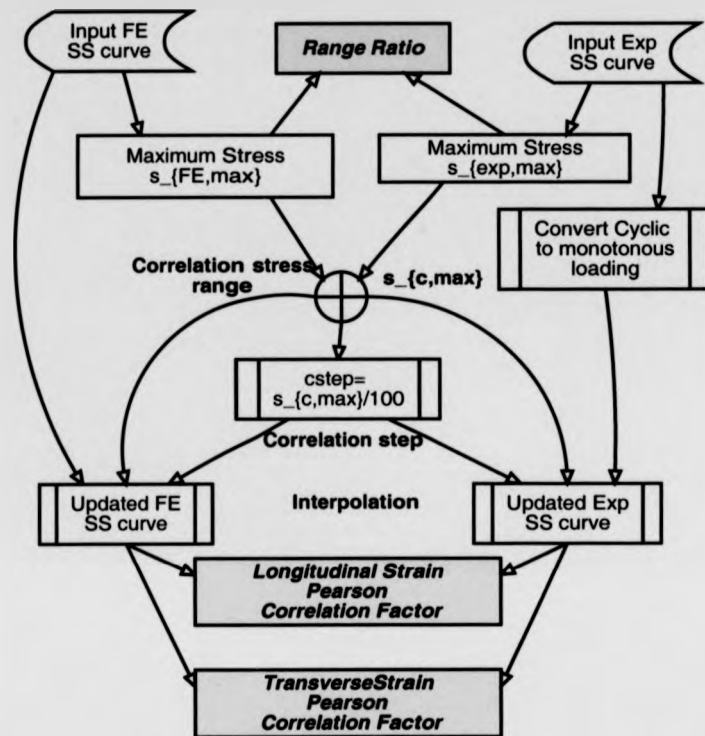 Input FE
SS curve
Range Ratio
Input Exp
SS curve
Maximum Stress
s_{FE,max}
Maximum Stress
s_{exp,max}
Convert Cyclic
to monotonous
loading
Correlation stress
range
s_{c,max}
cstep=
s_{c,max}/100
Correlation step
Updated FE
SS curve
Interpolation
Updated Exp
SS curve
Longitudinal Strain
Pearson
Correlation Factor
TransverseStrain
Pearson
Correlation Factor